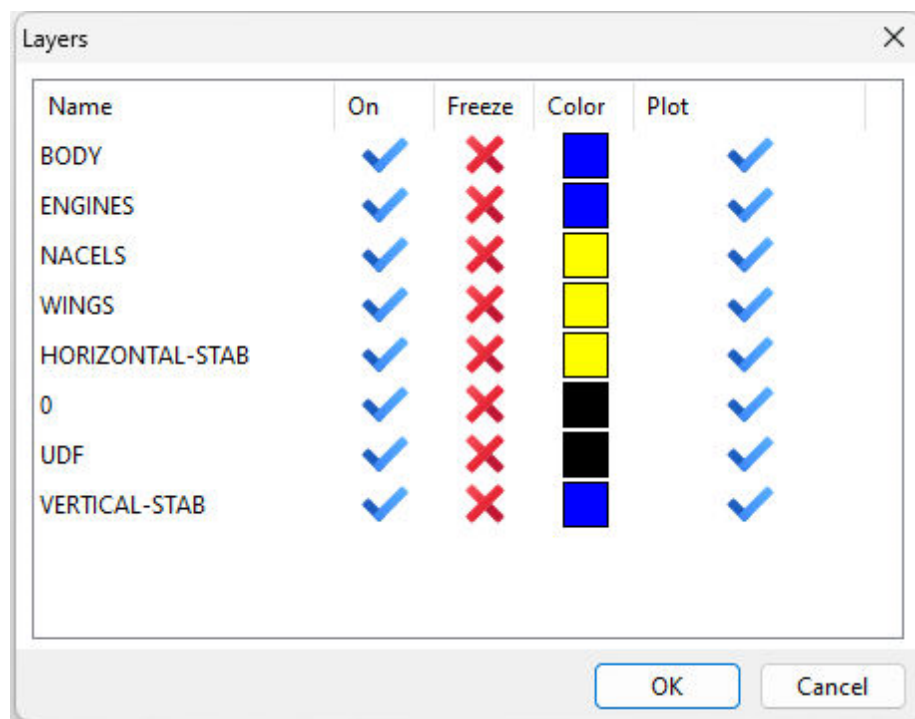 Layers
Name On Freeze Color Plot
BODY
ENGINES
NACELS
WINGS
HORIZONTAL-STAB
0
UDF
VERTICAL-STAB
OK Cancel